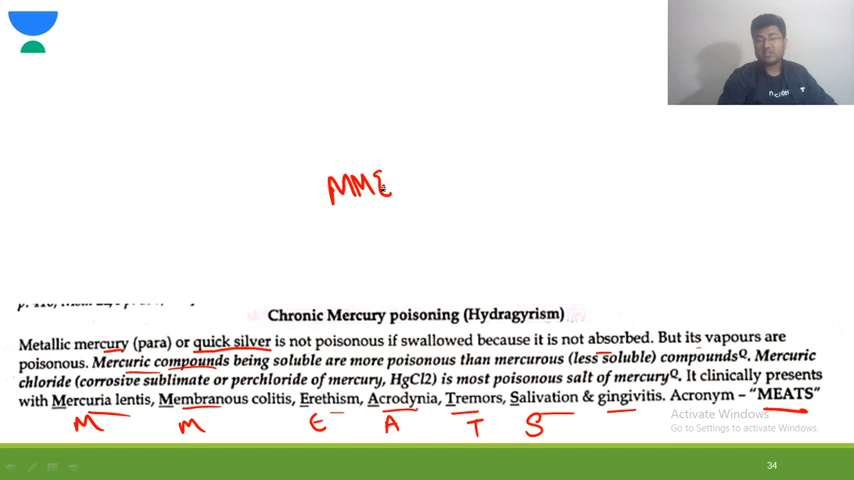 MME
Chronic Mercury poisoning (Hydragyrism)
Metallic mercury (para) or quick silver is not poisonous if swallowed because it is not absorbed. But its vapours are
poisonous. Mercuric compounds being soluble are more poisonous than mercurous (less soluble) compoundsQ. Mercuric
chloride (corrosive sublimate or perchloride of mercury, HgCl2) is most poisonous salt of mercuryQ. It clinically presents
with Mercuria lentis, Membranous colitis, Erethism, Acrodynia, Tremors, Salivation & gingivitis. Acronym – "MEATS"
M M E A T S
Activate Windows
Go to Settings to activate Windows.
34